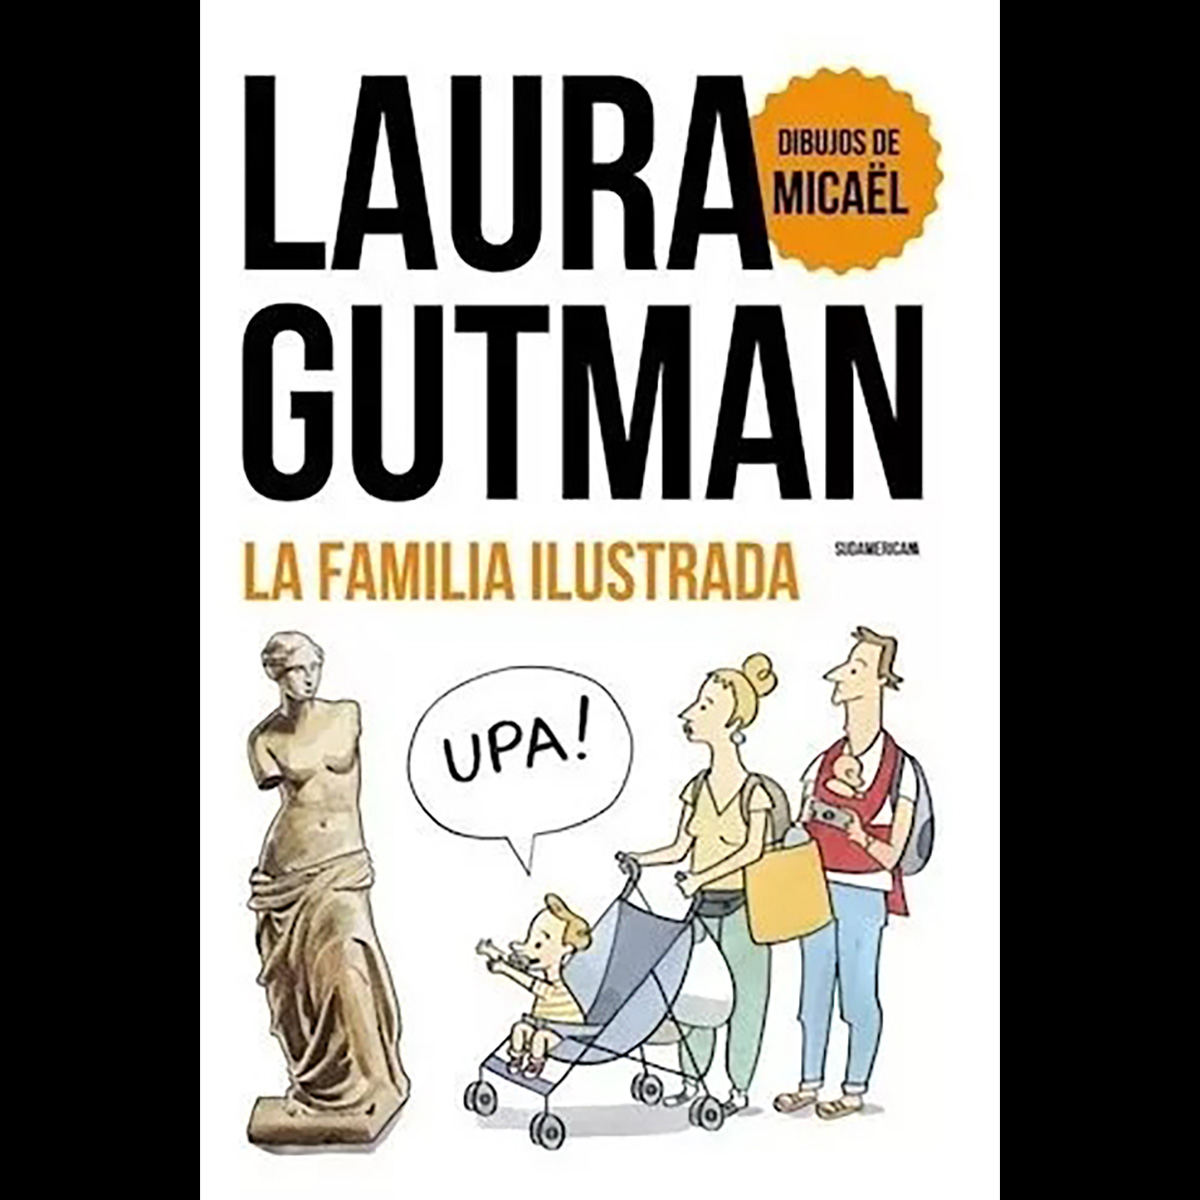 LAURA
DIBUJOS DE
MICAËL
GUTMAN
LA FAMILIA ILUSTRADA
SUDAMERICANA
UPA!